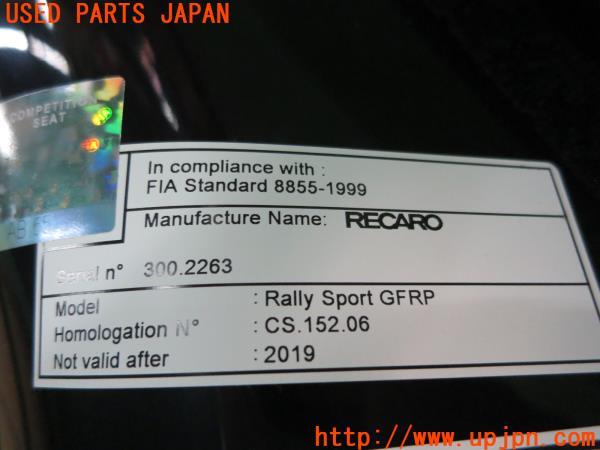 USED PARTS JAPAN
COMPETITION
SEAT
In compliance with :
FIA Standard 8855-1999
Manufacture Name: RECARO
Serial n° 300.2263
Model : Rally Sport GFRP
Homologation N° : CS.152.06
Not valid after : 2019
http://www.upjpn.com/